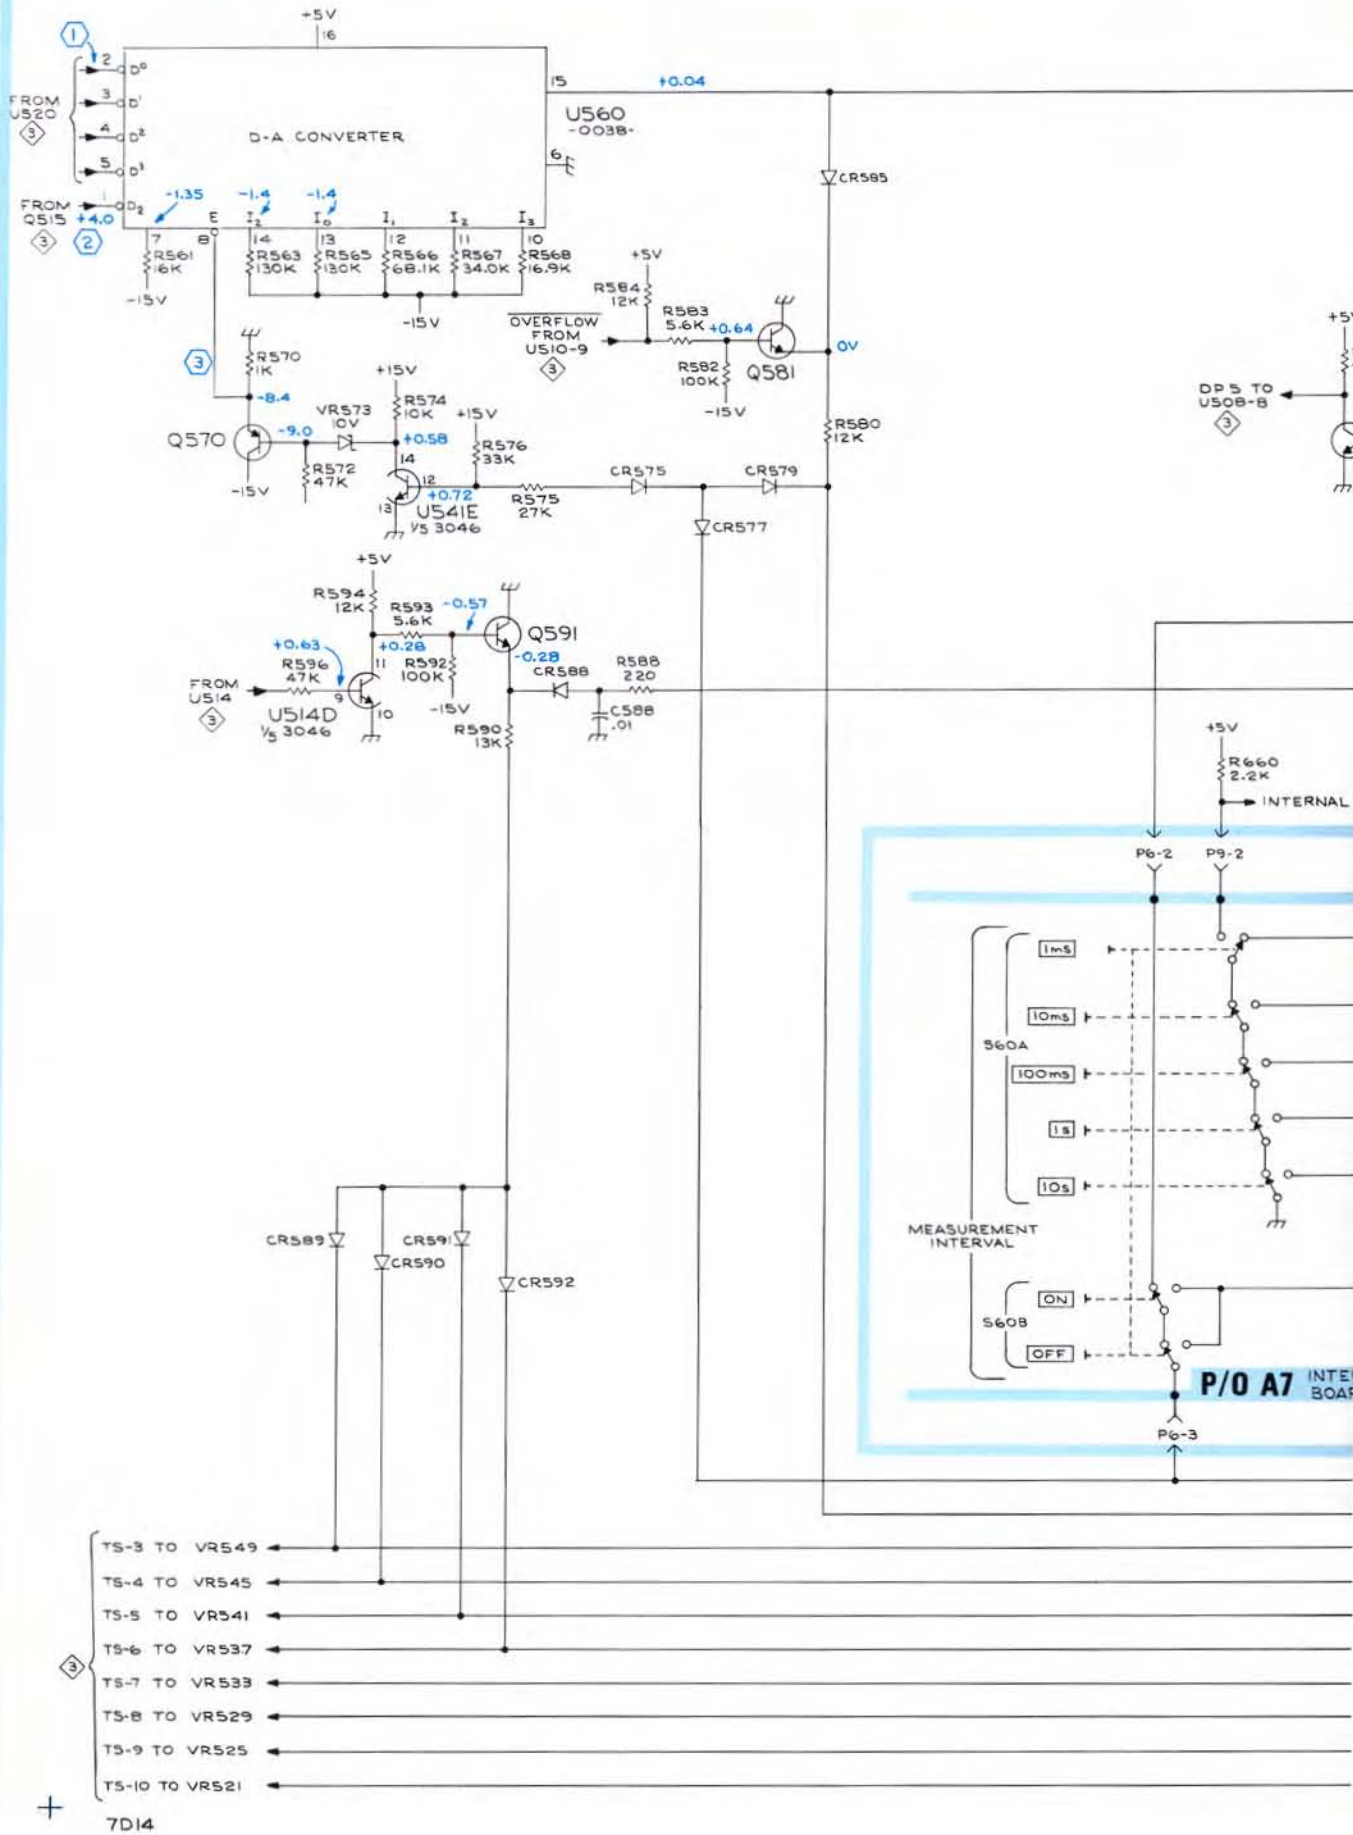 +5V
16
1
2
D⁰
3
D¹
4
D²
5
D³
FROM
U520
3
D-A CONVERTER
15
+0.04
U560
-0038-
6
FROM
Q515 +4.0
3
2
1
D₂
-1.35
-1.4
-1.4
E
I₂
I₀
I₁
I₂
I₃
7
8
14
13
12
11
10
R561
16K
R563
130K
R565
130K
R566
68.1K
R567
34.0K
R568
16.9K
-15V
-15V
CR585
+5V
R584
12K
R583
5.6K
+0.64
OVERFLOW
FROM
U510-9
3
R582
100K
-15V
Q581
0V
R580
12K
+5V
DP 5 TO
U508-8
3
3
R570
1K
-8.4
Q570
-9.0
-15V
VR573
10V
R572
47K
+15V
R574
10K
+0.58
14
12
13
+0.72
U541E
1/5 3046
+15V
R576
33K
R575
27K
CR575
CR579
CR577
+5V
R594
12K
R593
5.6K
-0.57
Q591
+0.63
+0.28
-0.28
R596
47K
FROM
U514
3
9
11
10
U514D
1/5 3046
R592
100K
-15V
CR588
R588
220
C588
.01
R590
13K
+5V
R660
2.2K
INTERNAL
P6-2
P9-2
1ms
10ms
S60A
100ms
1s
10s
MEASUREMENT
INTERVAL
ON
S60B
OFF
P/O A7
P6-3
CR589
CR590
CR591
CR592
TS-3 TO VR549
TS-4 TO VR545
TS-5 TO VR541
TS-6 TO VR537
3
TS-7 TO VR533
TS-8 TO VR529
TS-9 TO VR525
TS-10 TO VR521
7D14